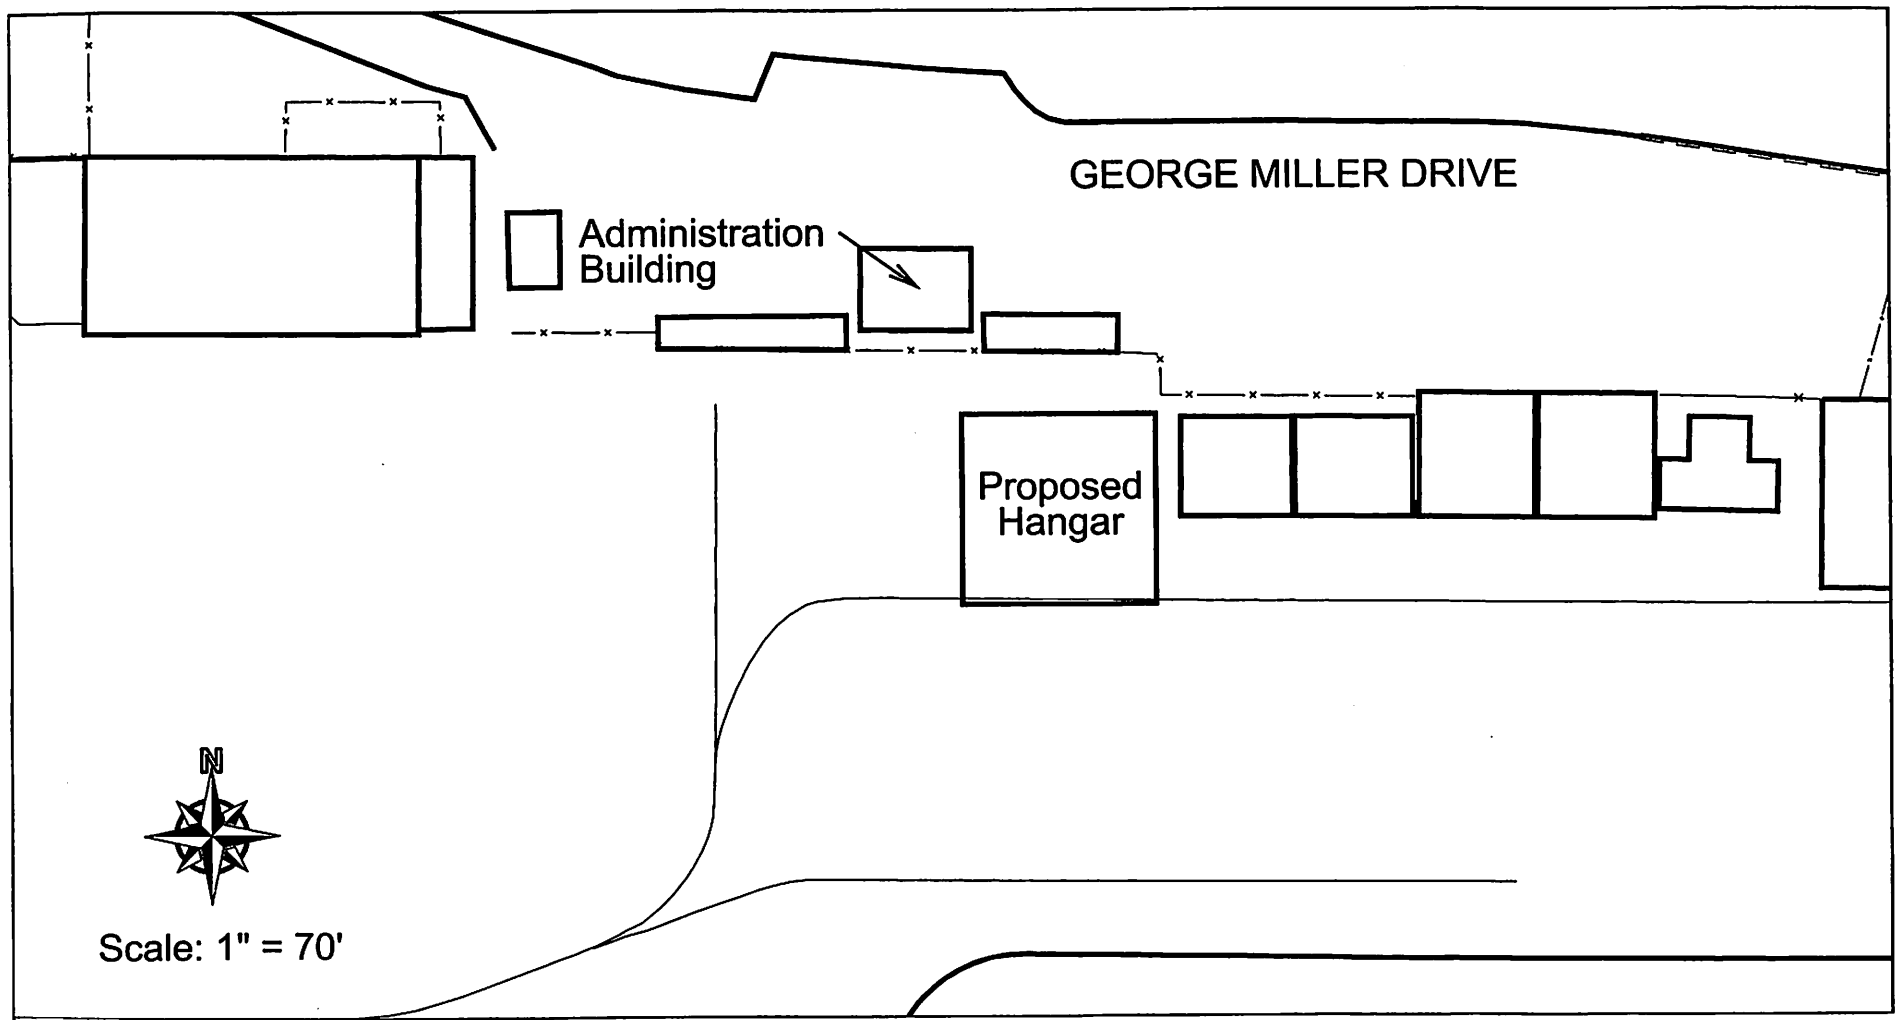 GEORGE MILLER DRIVE
Administration
Building
Proposed
Hangar
N
Scale: 1" = 70'